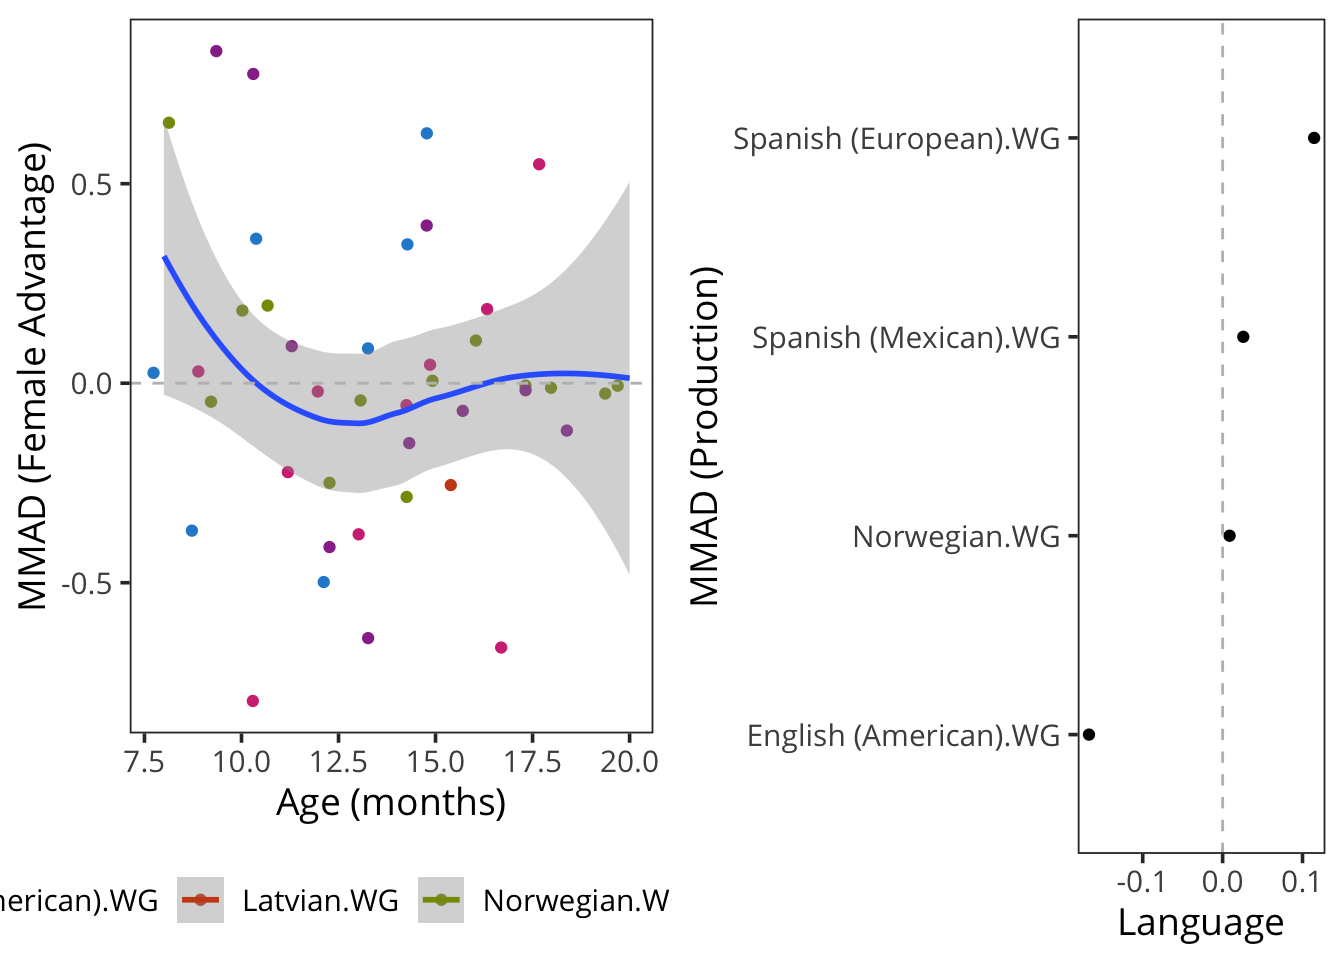 MMAD (Female Advantage)
0.5
0.0
-0.5
7.5 10.0 12.5 15.0 17.5 20.0
Age (months)
nerican).WG Latvian.WG Norwegian.W
MMAD (Production)
Spanish (European).WG
Spanish (Mexican).WG
Norwegian.WG
English (American).WG
-0.1 0.0 0.1
Language